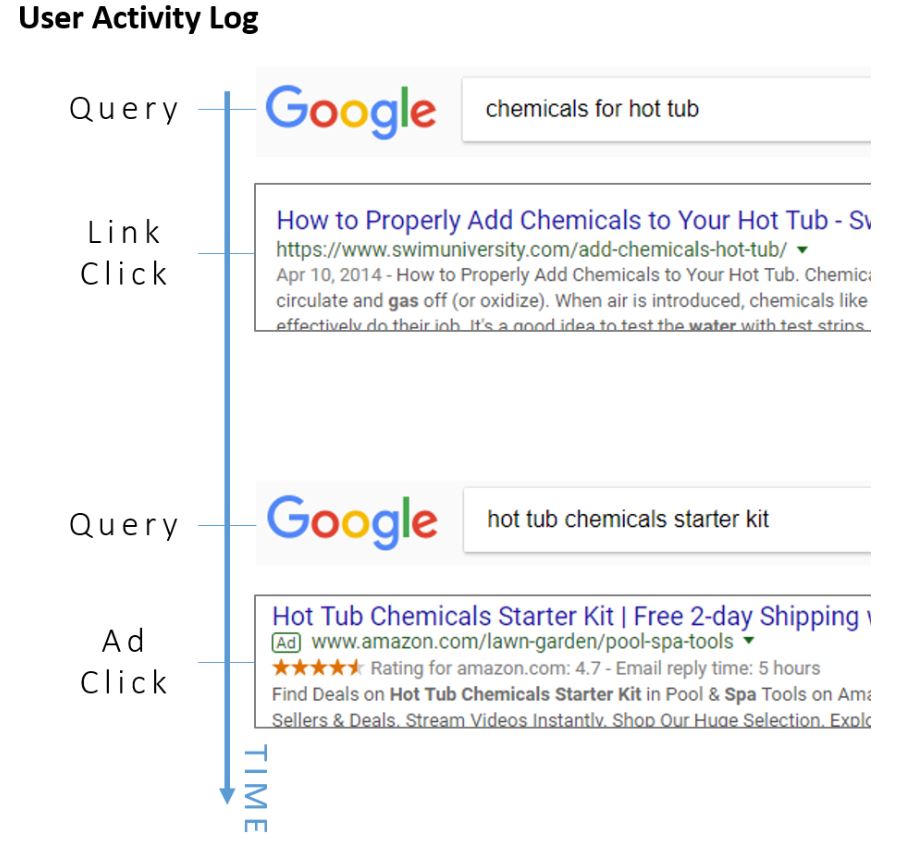 User Activity Log
Query
Google
chemicals for hot tub
Link
Click
How to Properly Add Chemicals to Your Hot Tub - Sw
https://www.swimuniversity.com/add-chemicals-hot-tub/
Apr 10, 2014 - How to Properly Add Chemicals to Your Hot Tub. Chemica
circulate and gas off (or oxidize). When air is introduced, chemicals like
effectively do their job. It's a good idea to test the water with test strips
Query
Google
hot tub chemicals starter kit
Ad
Click
Hot Tub Chemicals Starter Kit | Free 2-day Shipping
Ad www.amazon.com/lawn-garden/pool-spa-tools
Rating for amazon.com: 4.7 - Email reply time: 5 hours
Find Deals on Hot Tub Chemicals Starter Kit in Pool & Spa Tools on Ama
Sellers & Deals. Stream Videos Instantly. Shop Our Huge Selection. Explo
TIME